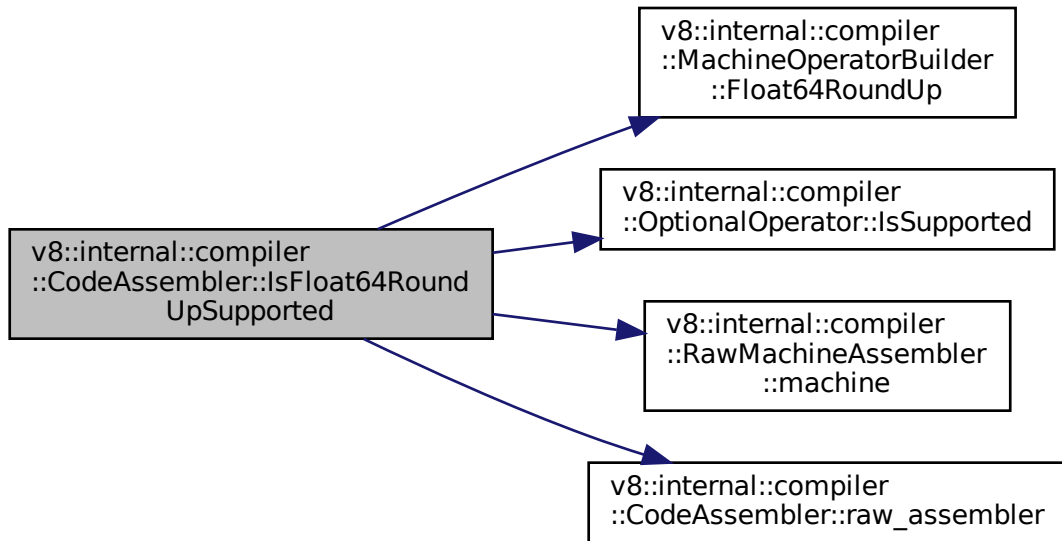 v8::internal::compiler
::MachineOperatorBuilder
::Float64RoundUp
v8::internal::compiler
::OptionalOperator::IsSupported
v8::internal::compiler
::CodeAssembler::IsFloat64Round
UpSupported
v8::internal::compiler
::RawMachineAssembler
::machine
v8::internal::compiler
::CodeAssembler::raw_assembler